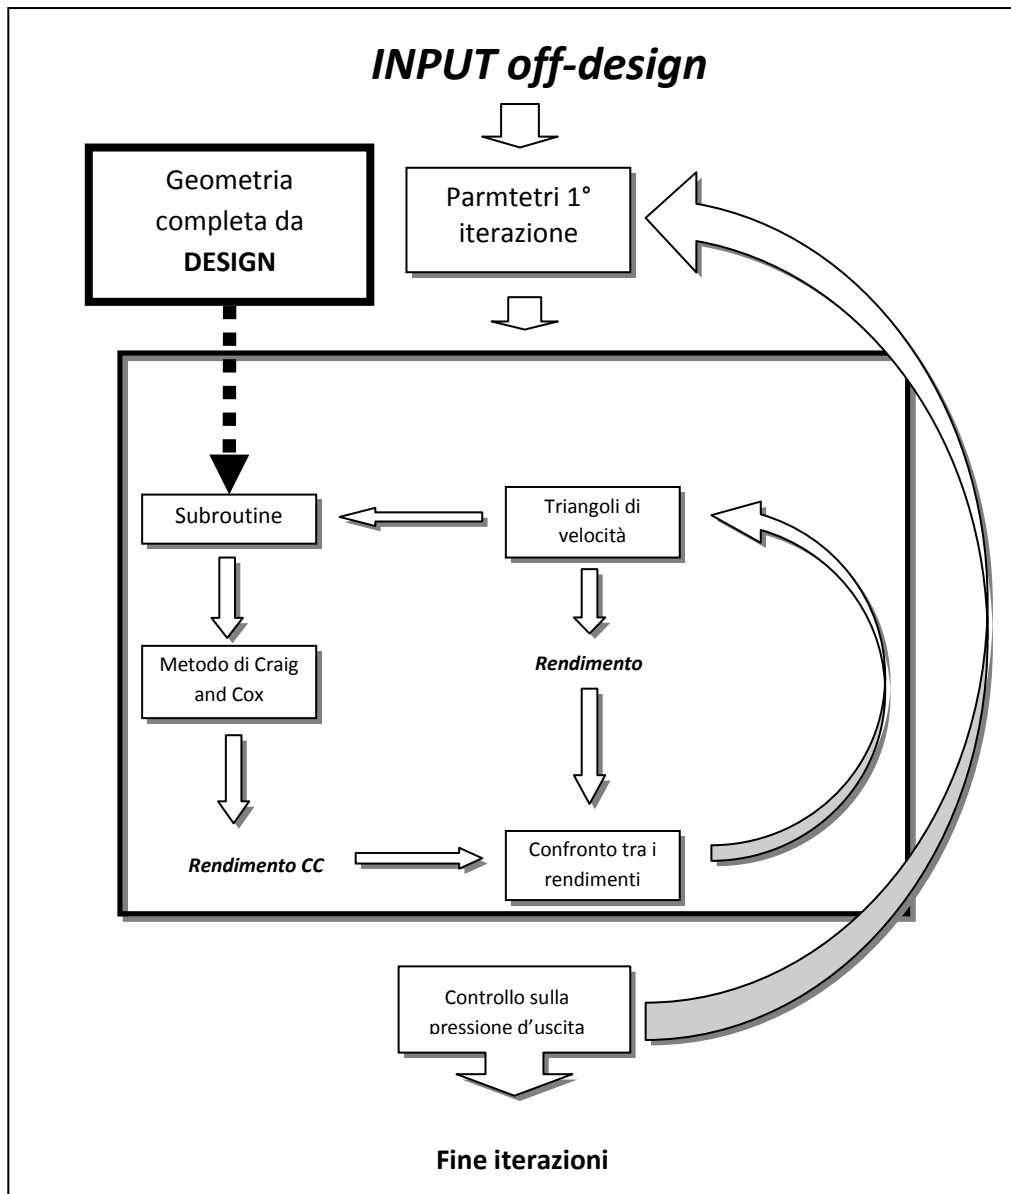 INPUT off-design
Geometria
completa da
DESIGN
Parmtetri 1°
iterazione
Subroutine
Triangoli di
velocità
Metodo di Craig
and Cox
Rendimento
Rendimento CC
Confronto tra i
rendimenti
Controllo sulla
pressione d'uscita
Fine iterazioni